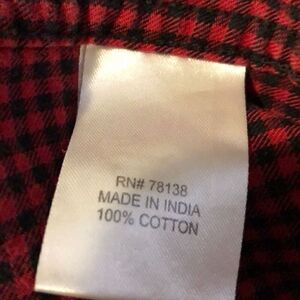 RN# 78138
MADE IN INDIA
100% COTTON